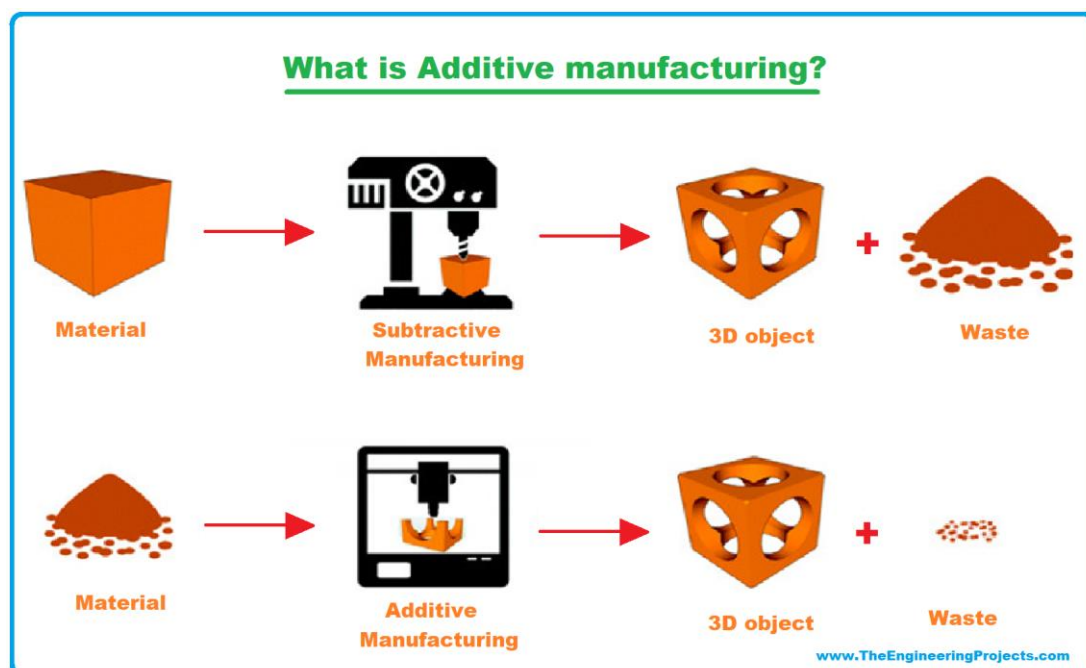 What is Additive manufacturing?
Material
Subtractive
Manufacturing
3D object
Waste
Material
Additive
Manufacturing
3D object
Waste
www.TheEngineeringProjects.com